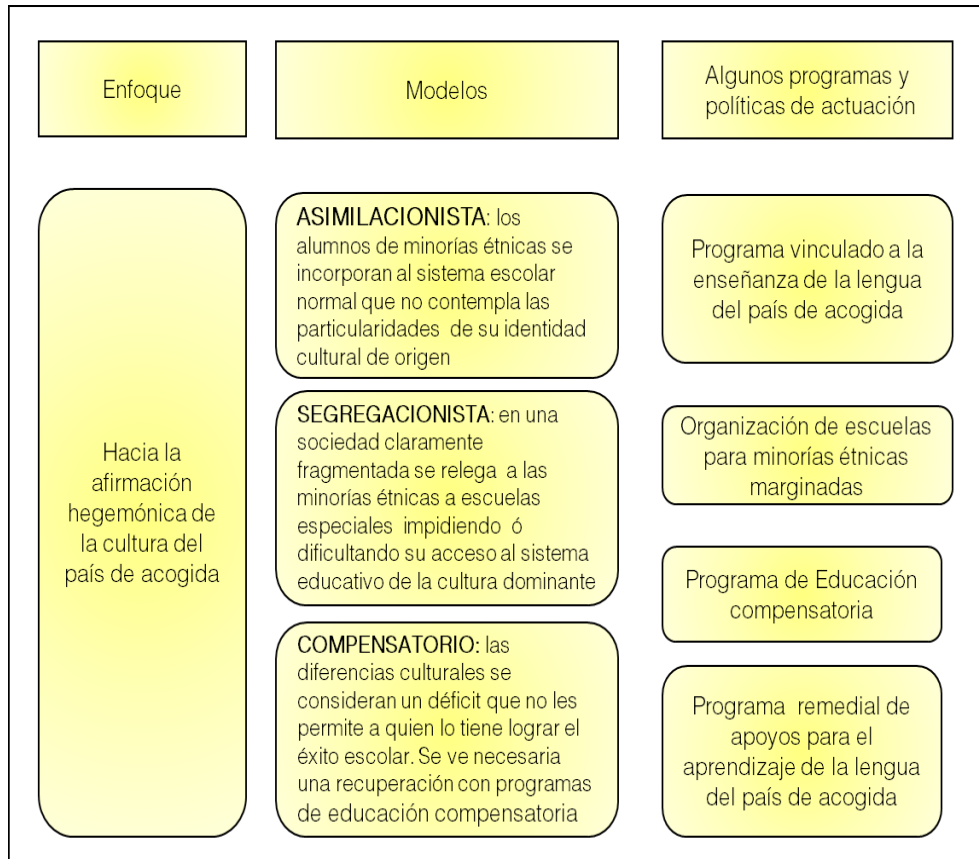 Enfoque
Modelos
Algunos programas y
políticas de actuación
Hacia la
afirmación
hegemónica de
la cultura del
país de acogida
ASIMILACIONISTA: los
alumnos de minorías étnicas se
incorporan al sistema escolar
normal que no contempla las
particularidades de su identidad
cultural de origen
Programa vinculado a la
enseñanza de la lengua
del país de acogida
SEGREGACIONISTA: en una
sociedad claramente
fragmentada se relega a las
minorías étnicas a escuelas
especiales impidiendo ó
dificultando su acceso al sistema
educativo de la cultura dominante
Organización de escuelas
para minorías étnicas
marginadas
COMPENSATORIO: las
diferencias culturales se
consideran un déficit que no les
permite a quien lo tiene lograr el
éxito escolar. Se ve necesaria
una recuperación con programas
de educación compensatoria
Programa de Educación
compensatoria
Programa remedial de
apoyos para el
aprendizaje de la lengua
del país de acogida